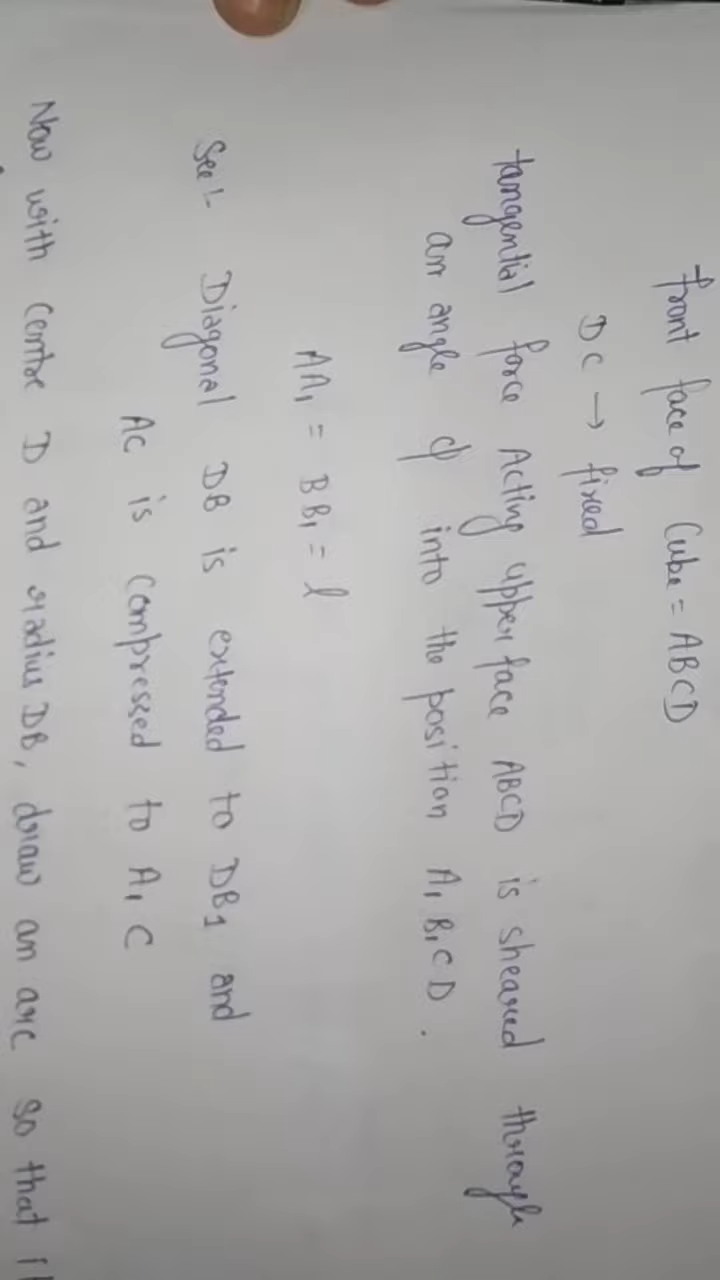 front face of Cube = ABCD
DC → fixed
tangential force Acting upper face ABCD is sheared through
an angle ϕ into the position A₁ B₁ C D .
AA₁ = BB₁ = l
See:- Diagonal DB is extended to DB1 and
AC is compressed to A₁ C
Now with Centre D and radius DB, draw an arc so that